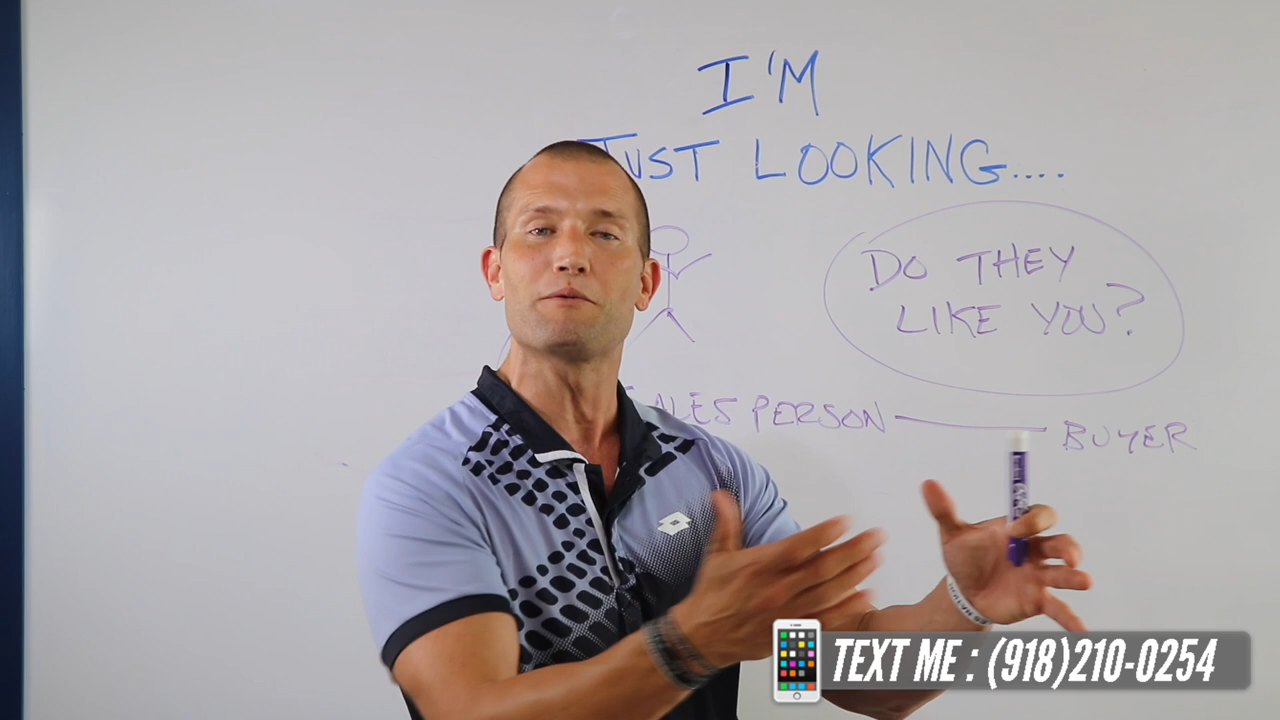 I'M
JUST LOOKING....
DO THEY
LIKE YOU?
SALES PERSON
BUYER
TEXT ME : (918)210-0254